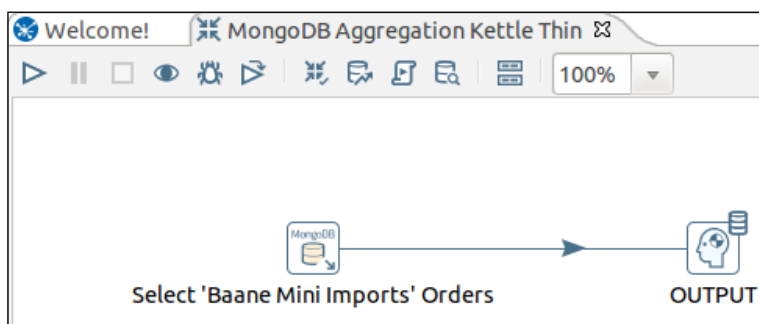 Welcome!
MongoDB Aggregation Kettle Thin
100%
MongoDB
Select 'Baane Mini Imports' Orders
OUTPUT